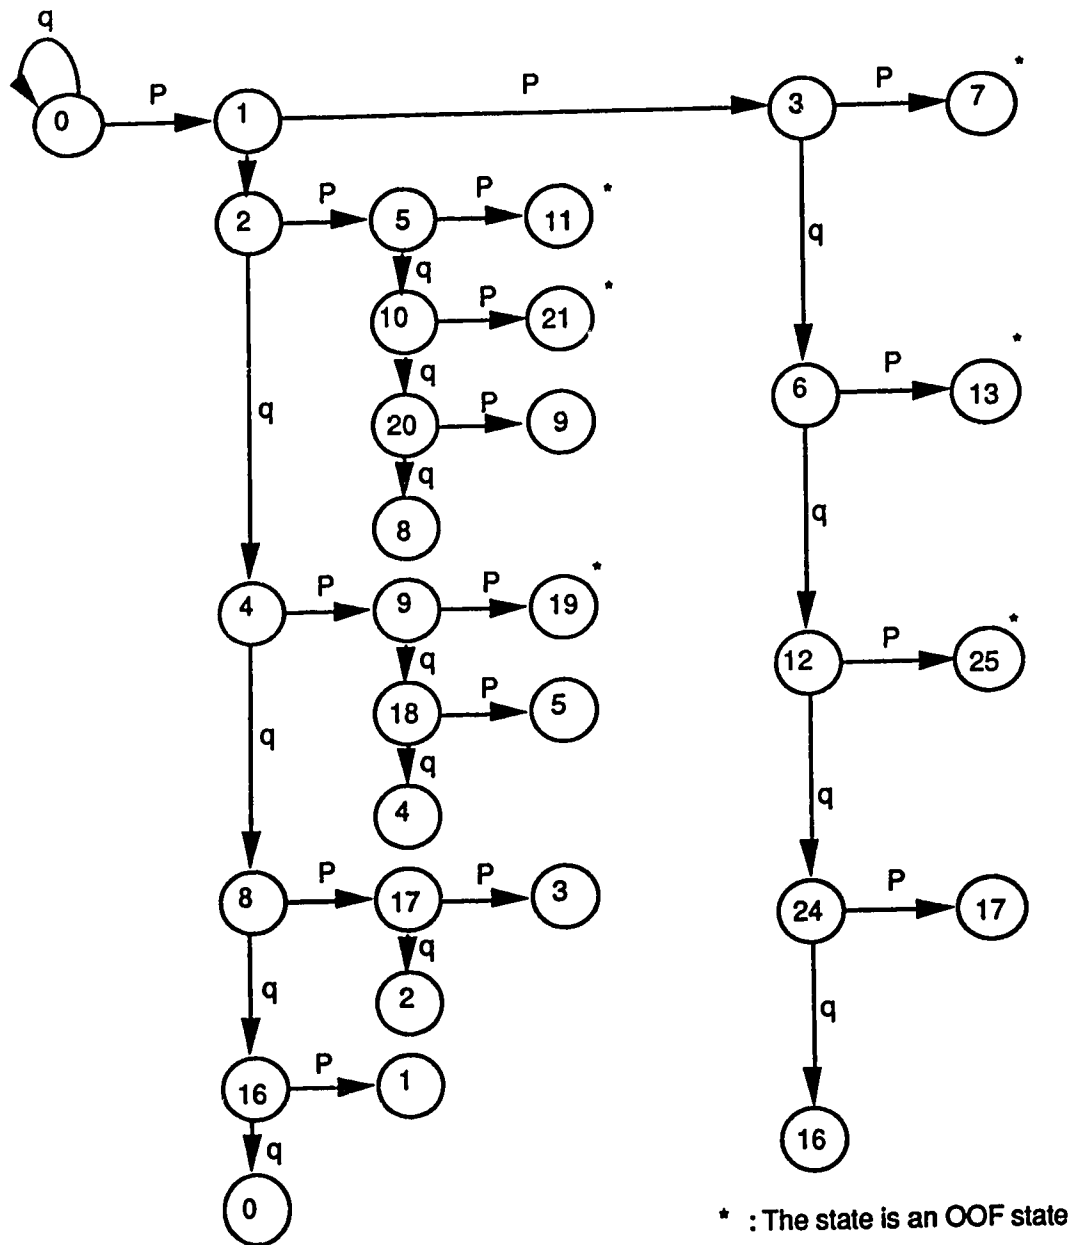 q
0 P 1 P 3 P 7 *
2 P 5 P 11 *
q
q
10 P 21 *
6 P 13 *
q
q
20 P 9
q
q
8
4 P 9 P 19 *
12 P 25 *
q
18 P 5
q
q
4
q
8 P 17 P 3
24 P 17
q
2
q
q
16 P 1
16
q
0
* : The state is an OOF state